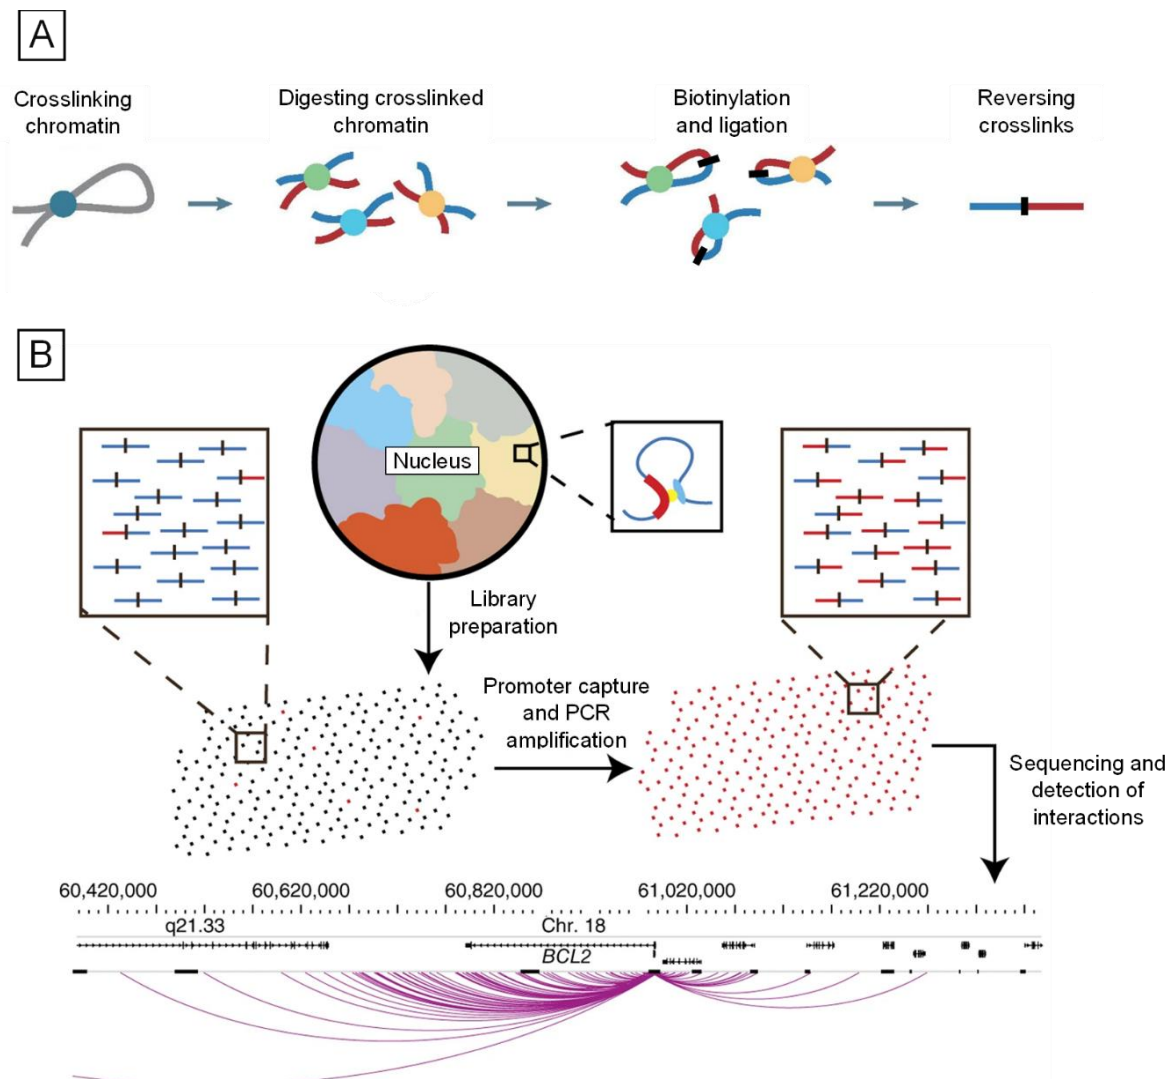 A
Crosslinking
chromatin
Digesting crosslinked
chromatin
Biotinylation
and ligation
Reversing
crosslinks
B
Nucleus
Library
preparation
Promoter capture
and PCR
amplification
Sequencing and
detection of
interactions
60,420,000 60,620,000 60,820,000 61,020,000 61,220,000
q21.33 Chr. 18
BCL2